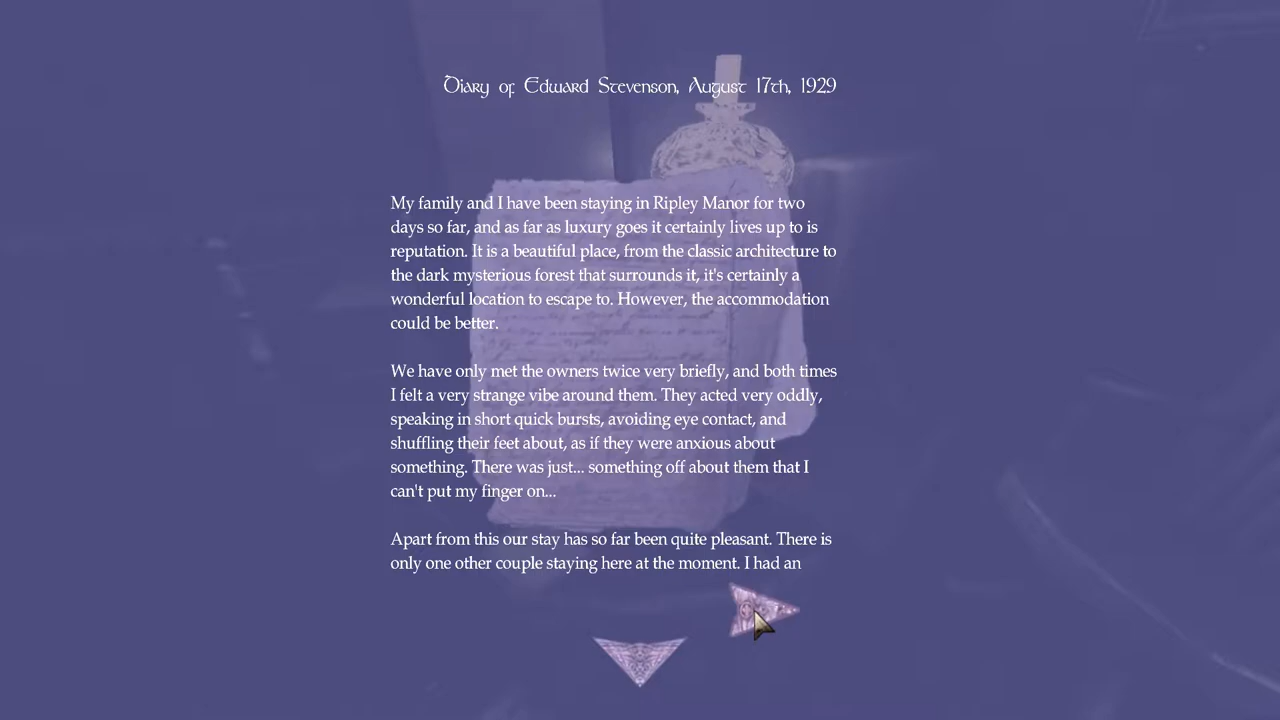 Diary of Edward Stevenson, August 17th, 1929
My family and I have been staying in Ripley Manor for two
days so far, and as far as luxury goes it certainly lives up to is
reputation. It is a beautiful place, from the classic architecture to
the dark mysterious forest that surrounds it, it's certainly a
wonderful location to escape to. However, the accommodation
could be better.
We have only met the owners twice very briefly, and both times
I felt a very strange vibe around them. They acted very oddly,
speaking in short quick bursts, avoiding eye contact, and
shuffling their feet about, as if they were anxious about
something. There was just... something off about them that I
can't put my finger on...
Apart from this our stay has so far been quite pleasant. There is
only one other couple staying here at the moment. I had an